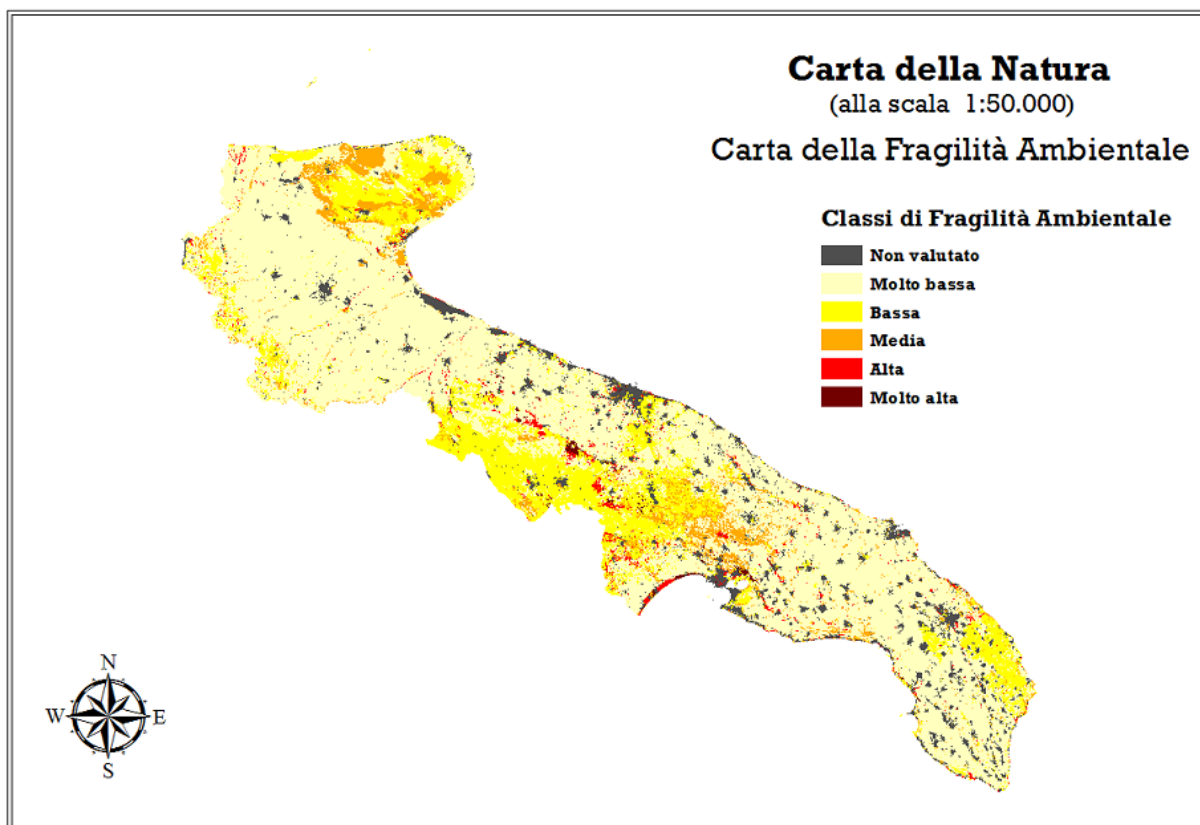 Carta della Natura
(alla scala 1:50.000)
Carta della Fragilità Ambientale
Classi di Fragilità Ambientale
Non valutato
Molto bassa
Bassa
Media
Alta
Molto alta
N
W E
S